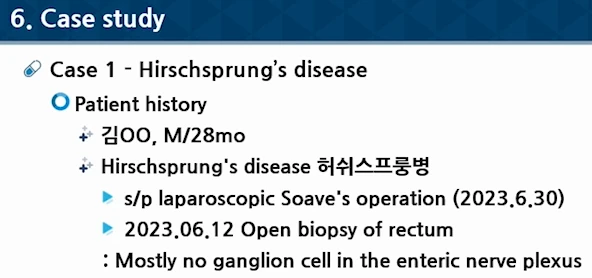 6. Case study
Case 1 - Hirschsprung's disease
Patient history
김OO, M/28mo
Hirschsprung's disease 허쉬스프룽병
s/p laparoscopic Soave's operation (2023.6.30)
2023.06.12 Open biopsy of rectum
: Mostly no ganglion cell in the enteric nerve plexus